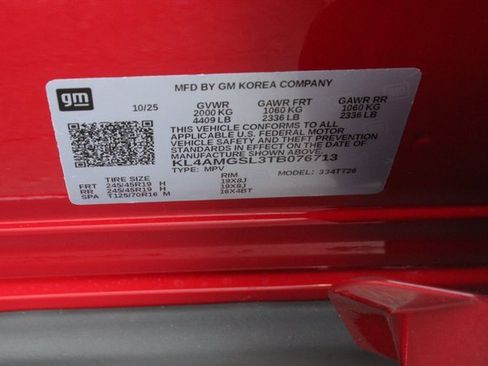 gm
MFD BY GM KOREA COMPANY
10/25 GVWR GAWR FRT GAWR RR
2000 KG 1060 KG 1060 KG
4409 LB 2336 LB 2336 LB
THIS VEHICLE CONFORMS TO ALL
APPLICABLE U.S. FEDERAL MOTOR
VEHICLE SAFETY AND THEFT PREVENTION
STANDARDS IN EFFECT ON THE DATE
OF MANUFACTURE SHOWN ABOVE.
KL4AMGSL3TB076713
TYPE: MPV MODEL: 334TT26
TIRE SIZE RIM
FRT 245/45R19 H 19X8J
RR 245/45R19 H 19X8J
SPA T125/70R16 M 16X4BT